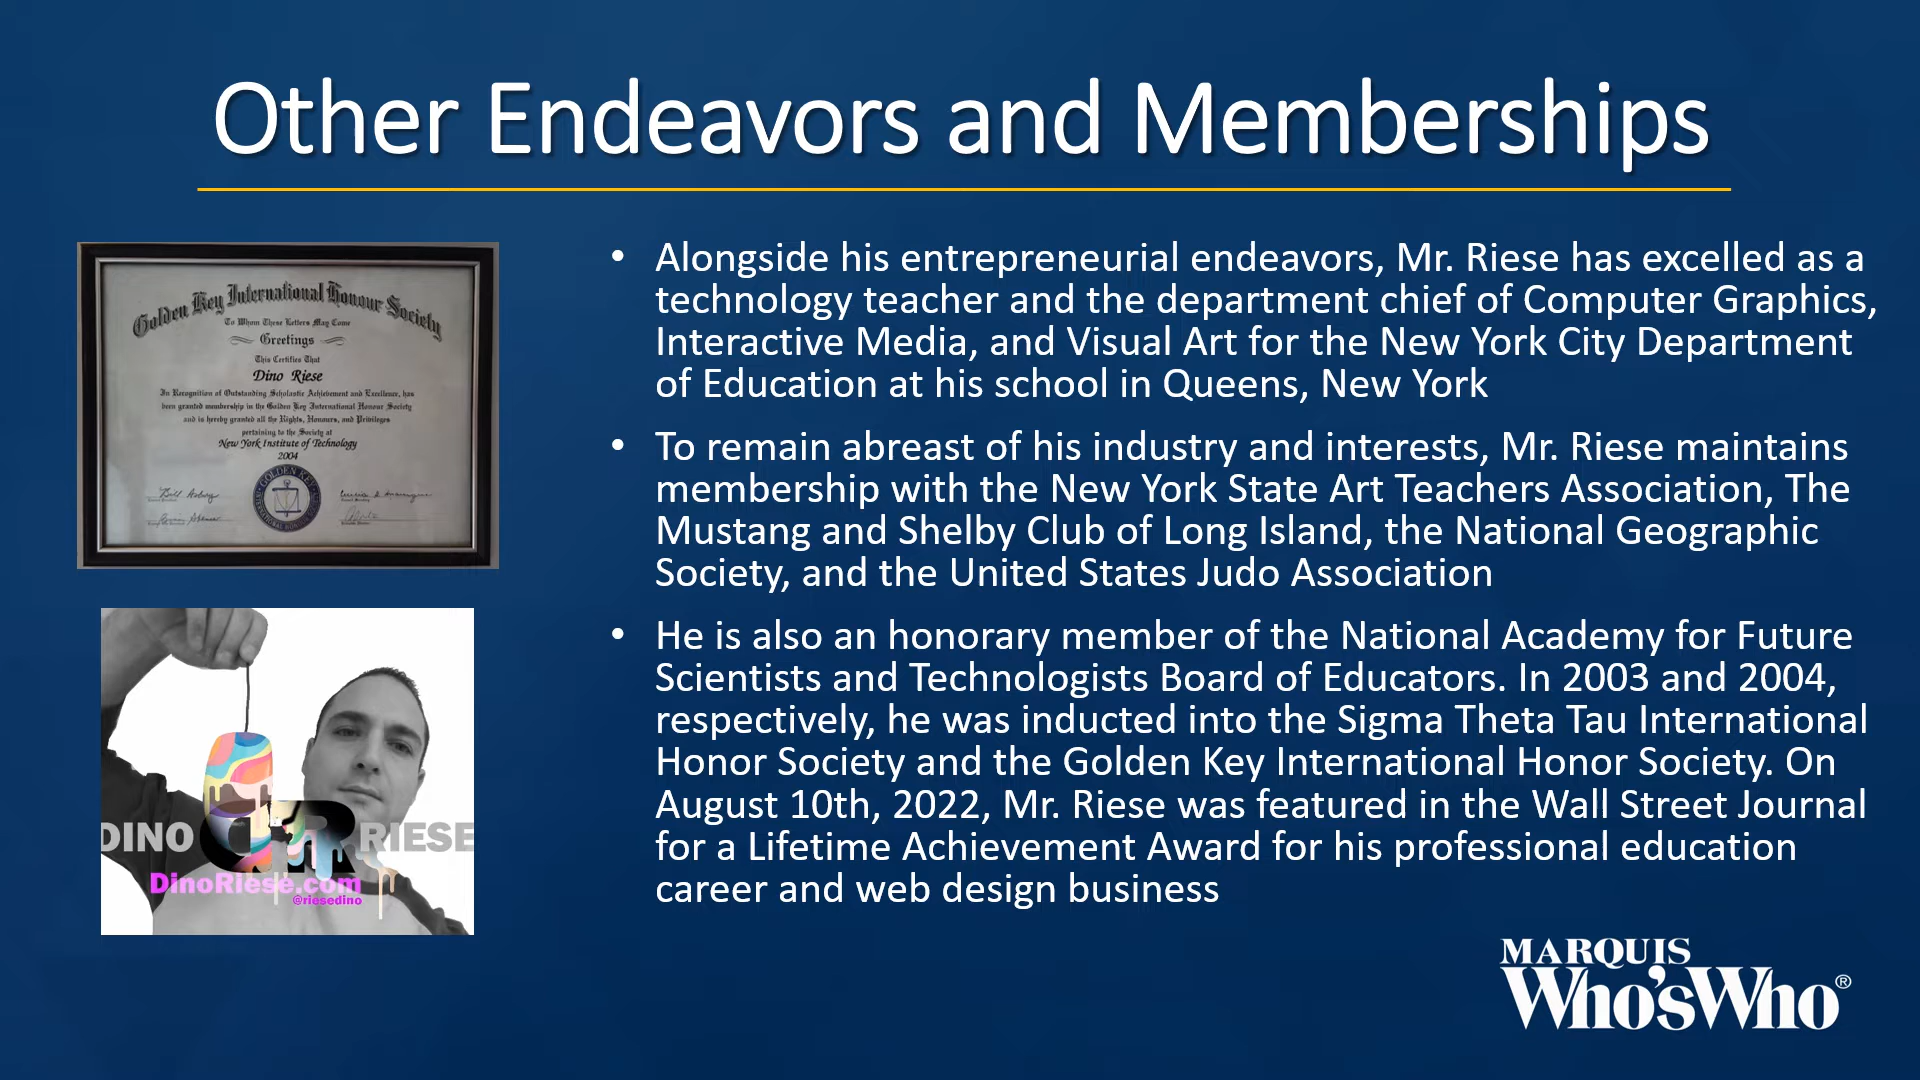 Other Endeavors and Memberships
Golden Key International Honour Society
To Whom These Letters May Come
Greetings
This Certifies That
Dino Riese
In Recognition of Outstanding Scholastic Achievement and Excellence, has
been granted membership in the Golden Key International Honour Society
and is hereby granted all the Rights, Honours, and Privileges
pertaining to the Society at
New York Institute of Technology
2004
GOLDEN KEY
DINO RIESE
DinoRiese.com
@riesedino
• Alongside his entrepreneurial endeavors, Mr. Riese has excelled as a
technology teacher and the department chief of Computer Graphics,
Interactive Media, and Visual Art for the New York City Department
of Education at his school in Queens, New York
• To remain abreast of his industry and interests, Mr. Riese maintains
membership with the New York State Art Teachers Association, The
Mustang and Shelby Club of Long Island, the National Geographic
Society, and the United States Judo Association
• He is also an honorary member of the National Academy for Future
Scientists and Technologists Board of Educators. In 2003 and 2004,
respectively, he was inducted into the Sigma Theta Tau International
Honor Society and the Golden Key International Honor Society. On
August 10th, 2022, Mr. Riese was featured in the Wall Street Journal
for a Lifetime Achievement Award for his professional education
career and web design business
MARQUIS
Who'sWho®